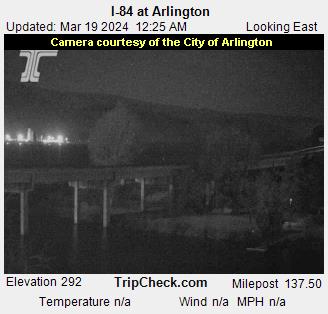 I-84 at Arlington
Updated: Mar 19 2024 12:25 AM Looking East
Camera courtesy of the City of Arlington
Elevation 292 TripCheck.com Milepost 137.50
Temperature n/a Wind n/a MPH n/a